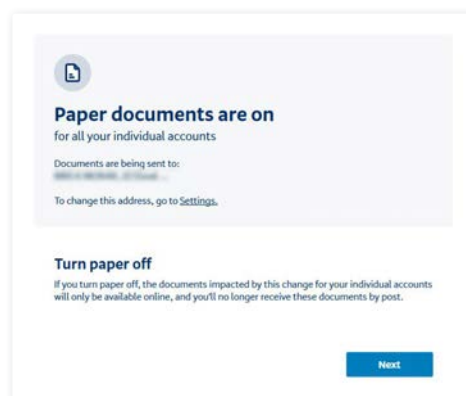 Paper documents are on
for all your individual accounts
Documents are being sent to:
To change this address, go to Settings.
Turn paper off
If you turn paper off, the documents impacted by this change for your individual accounts
will only be available online, and you'll no longer receive these documents by post.
Next